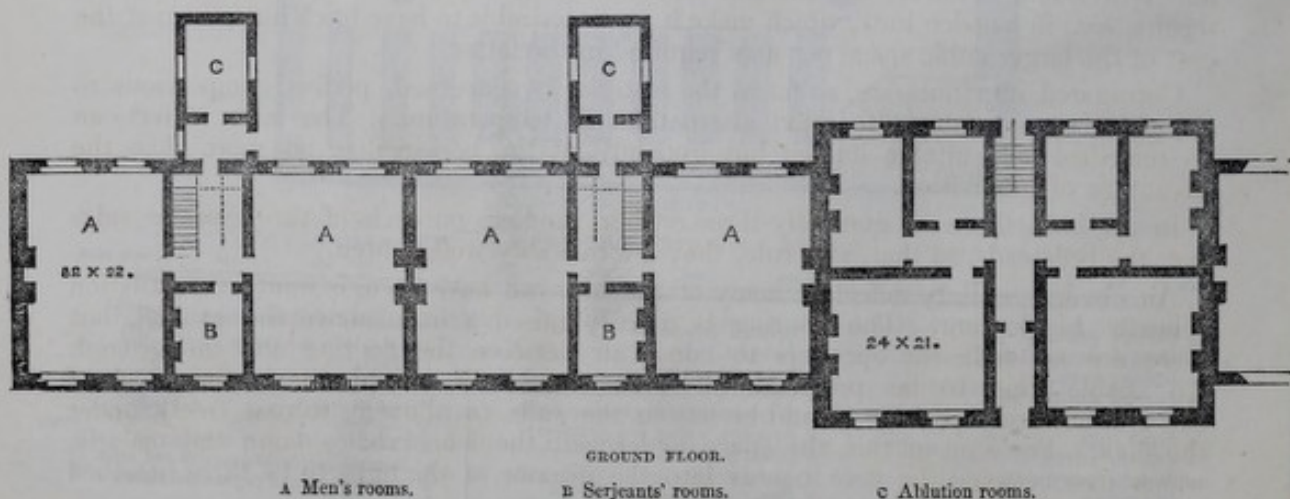 C
C
A
A
A
A
32 X 22.
B
B
24 X 21.
GROUND FLOOR.
A Men's rooms.
B Serjeants' rooms.
C Ablution rooms.